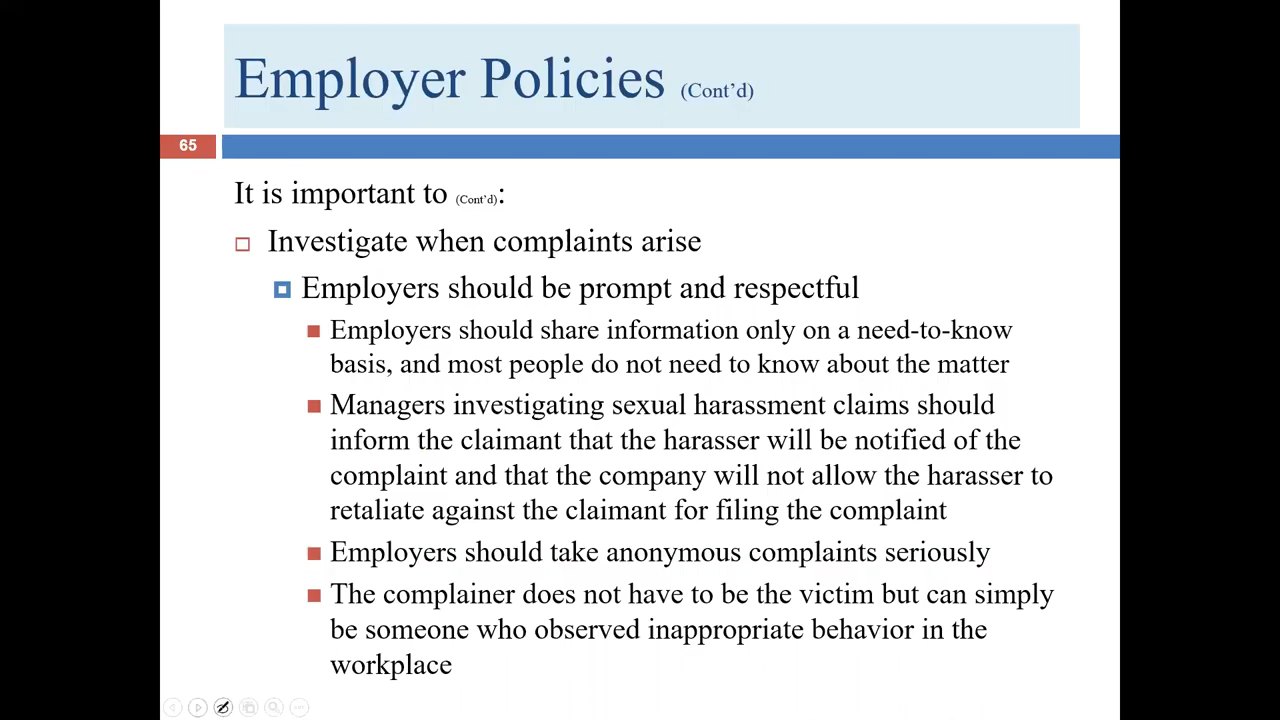 Employer Policies (Cont’d)
65
It is important to (Cont’d):
Investigate when complaints arise
Employers should be prompt and respectful
Employers should share information only on a need-to-know
basis, and most people do not need to know about the matter
Managers investigating sexual harassment claims should
inform the claimant that the harasser will be notified of the
complaint and that the company will not allow the harasser to
retaliate against the claimant for filing the complaint
Employers should take anonymous complaints seriously
The complainer does not have to be the victim but can simply
be someone who observed inappropriate behavior in the
workplace